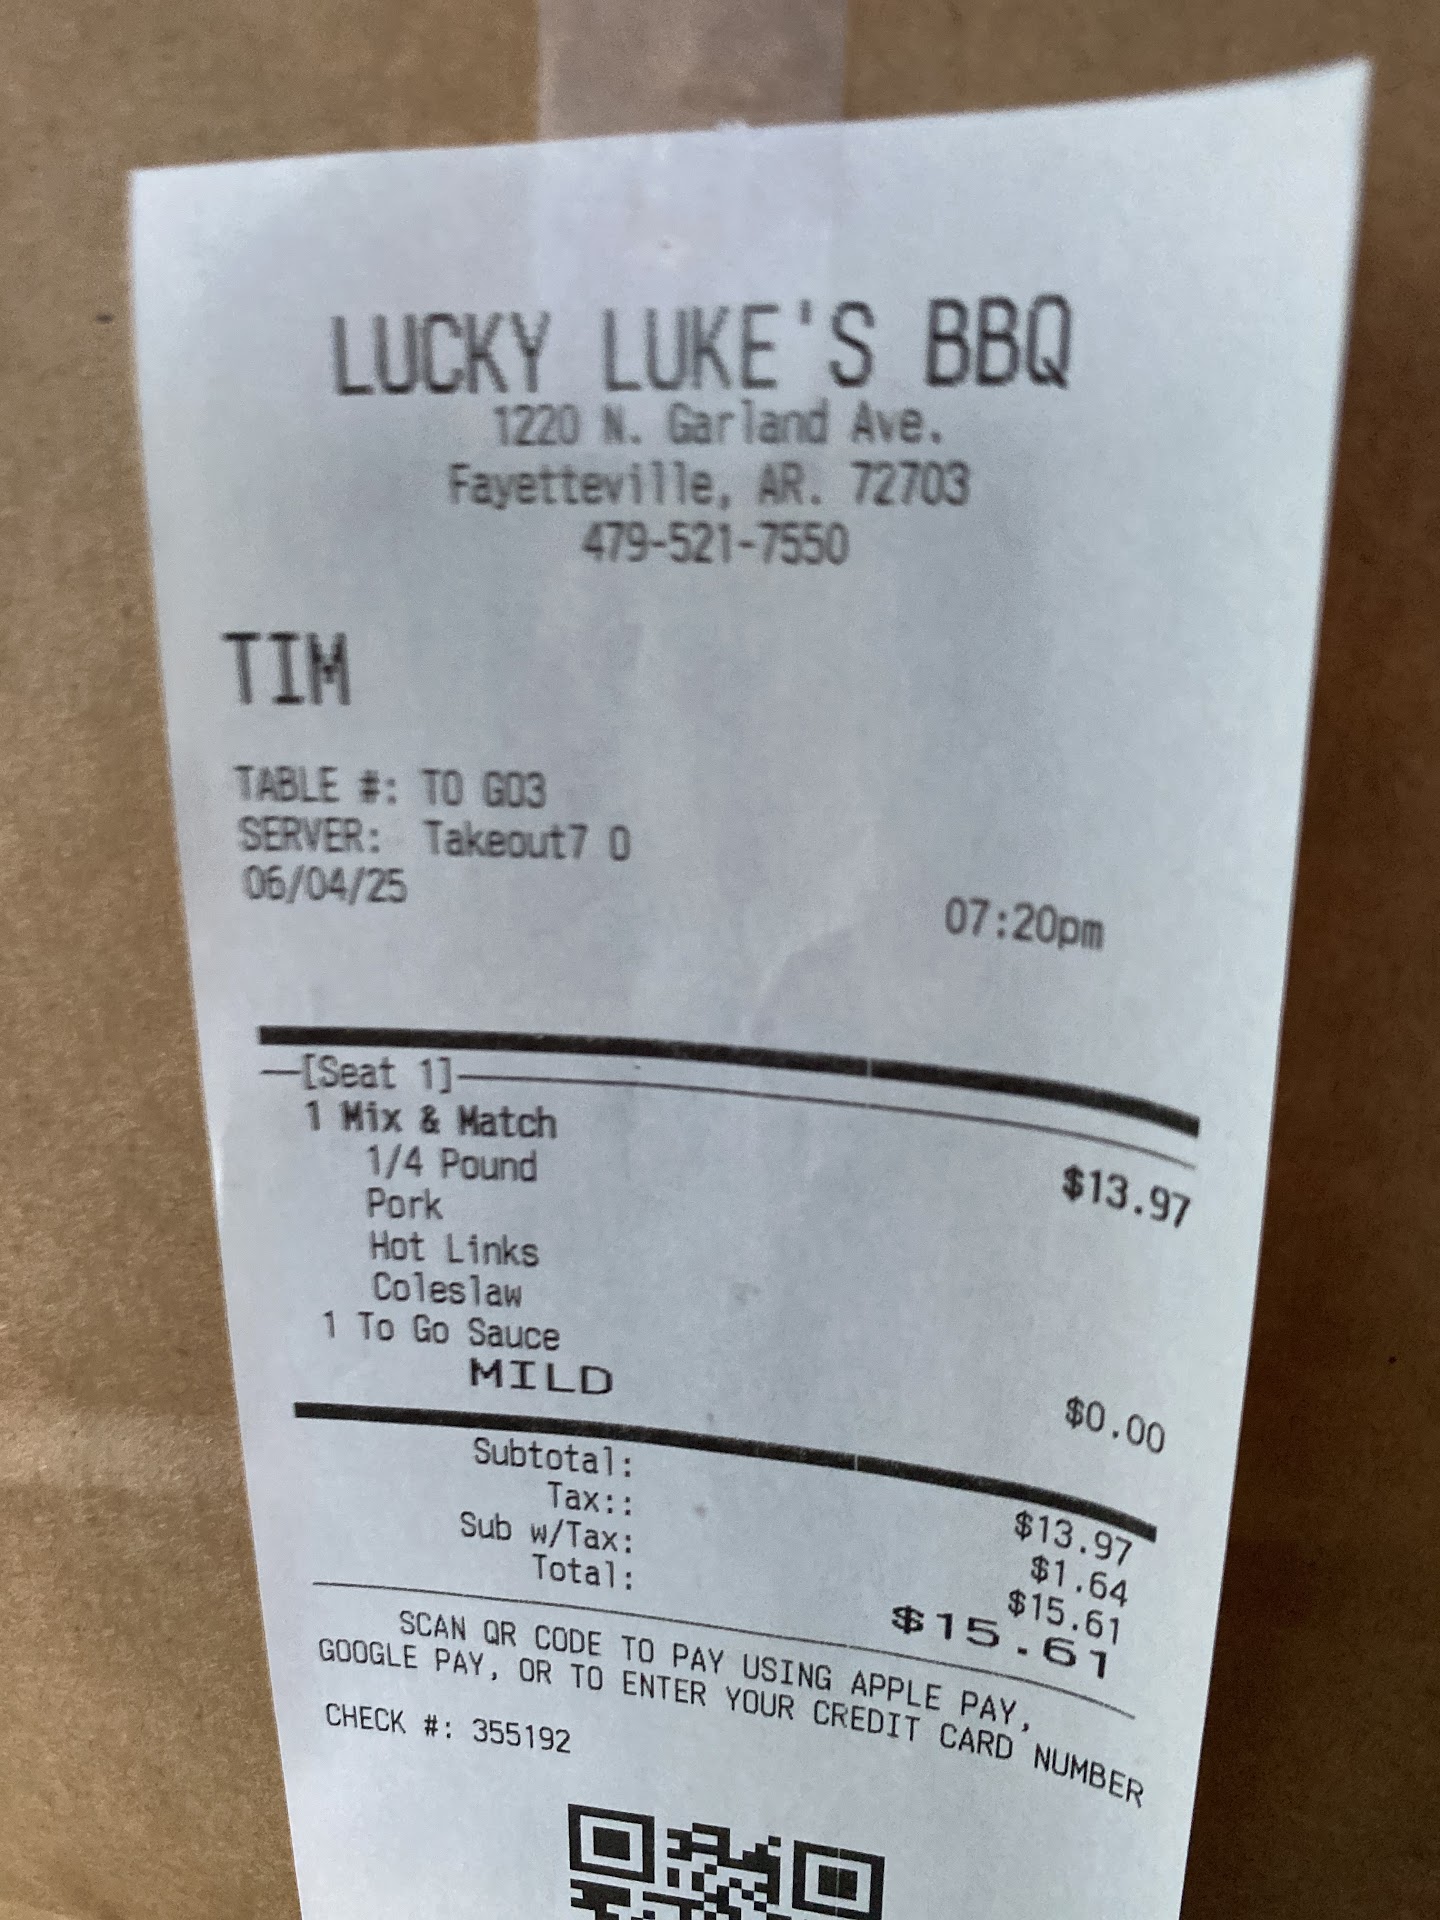 LUCKY LUKE'S BBQ
1220 N. Garland Ave.
Fayetteville, AR. 72703
479-521-7550
TIM
TABLE #: TO GO3
SERVER: Takeout7 0
06/04/25 07:20pm
[Seat 1]
1 Mix & Match $13.97
1/4 Pound
Pork
Hot Links
Coleslaw
1 To Go Sauce $0.00
MILD
Subtotal: $13.97
Tax:: $1.64
Sub w/Tax: $15.61
Total: $15.61
SCAN QR CODE TO PAY USING APPLE PAY,
GOOGLE PAY, OR TO ENTER YOUR CREDIT CARD NUMBER
CHECK #: 355192